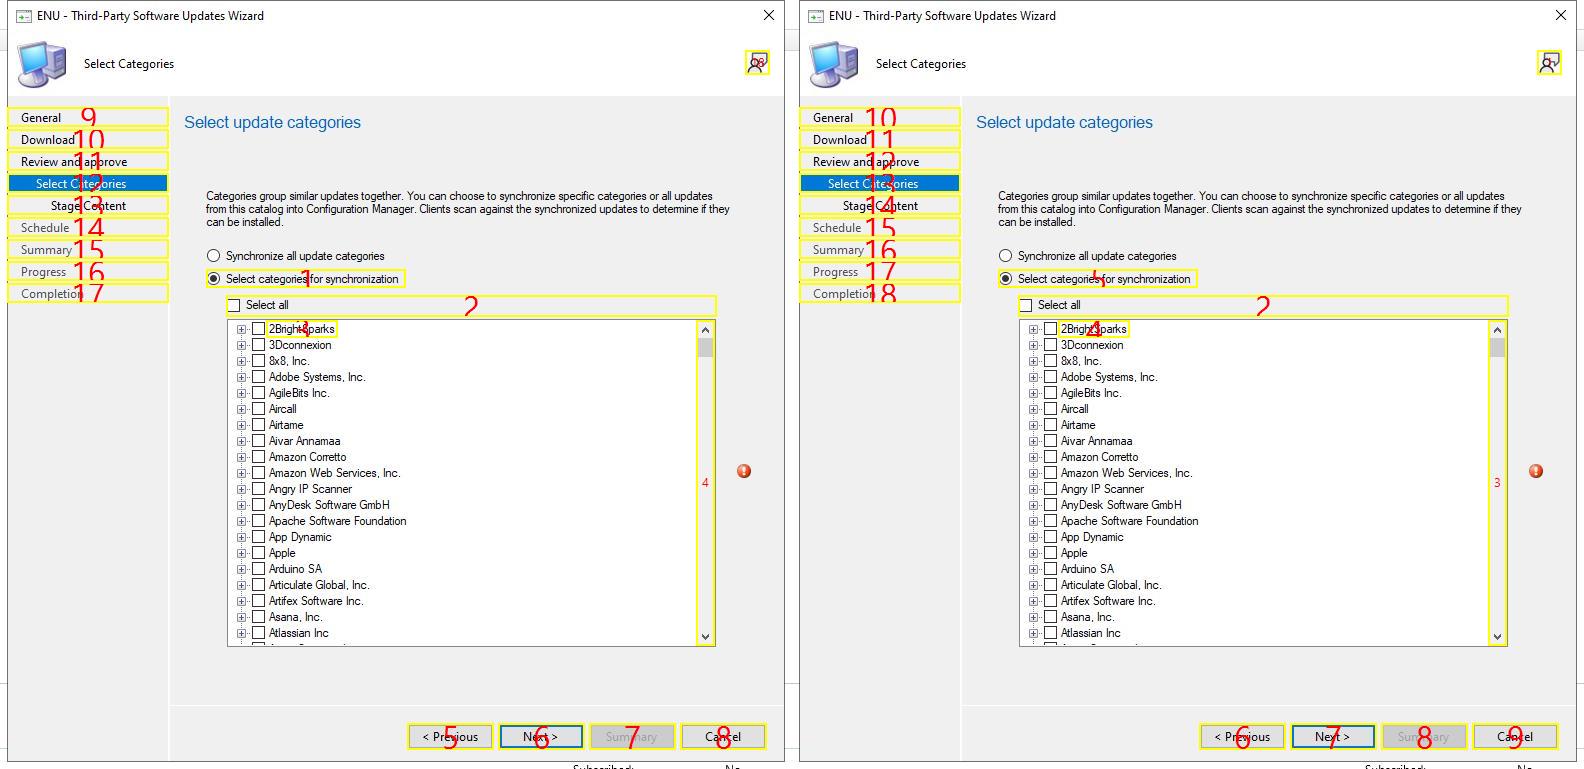 ENU - Third-Party Software Updates Wizard
Select Categories
18
General 9
Download 10
Review and approve 11
Select Categories 12
Stage Content 13
Schedule 14
Summary 15
Progress 16
Completion 17
Select update categories
Categories group similar updates together. You can choose to synchronize specific categories or all updates
from this catalog into Configuration Manager. Clients scan against the synchronized updates to determine if they
can be installed.
Synchronize all update categories
Select categories for synchronization 1
Select all 2
2BrightSparks
3Dconnexion
8x8, Inc.
Adobe Systems, Inc.
AgileBits Inc.
Aircall
Airtame
Aivar Annamaa
Amazon Corretto
Amazon Web Services, Inc.
Angry IP Scanner
4
AnyDesk Software GmbH
Apache Software Foundation
App Dynamic
Apple
Arduino SA
Articulate Global, Inc.
Artifex Software Inc.
Asana, Inc.
Atlassian Inc
< Previous 5
Next > 6
Summary 7
Cancel 8
Subscribed: No
ENU - Third-Party Software Updates Wizard
Select Categories
General 10
Download 11
Review and approve 12
Select Categories 13
Stage Content 14
Schedule 15
Summary 16
Progress 17
Completion 18
Select update categories
Categories group similar updates together. You can choose to synchronize specific categories or all updates
from this catalog into Configuration Manager. Clients scan against the synchronized updates to determine if they
can be installed.
Synchronize all update categories
Select categories for synchronization
Select all 2
2BrightSparks 4
3Dconnexion
8x8, Inc.
Adobe Systems, Inc.
AgileBits Inc.
Aircall
Airtame
Aivar Annamaa
Amazon Corretto
Amazon Web Services, Inc.
Angry IP Scanner
3
AnyDesk Software GmbH
Apache Software Foundation
App Dynamic
Apple
Arduino SA
Articulate Global, Inc.
Artifex Software Inc.
Asana, Inc.
Atlassian Inc
< Previous 6
Next > 7
Summary 8
Cancel 9
Subscribed: No